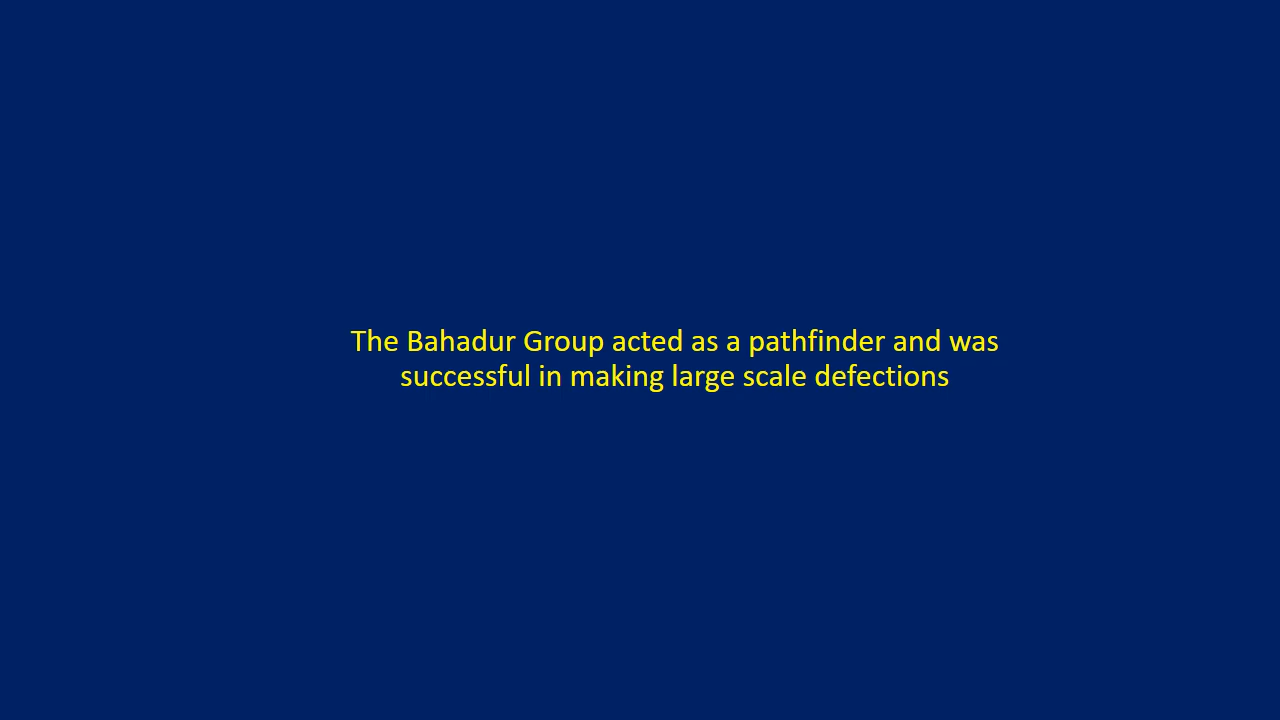 The Bahadur Group acted as a pathfinder and was
successful in making large scale defections